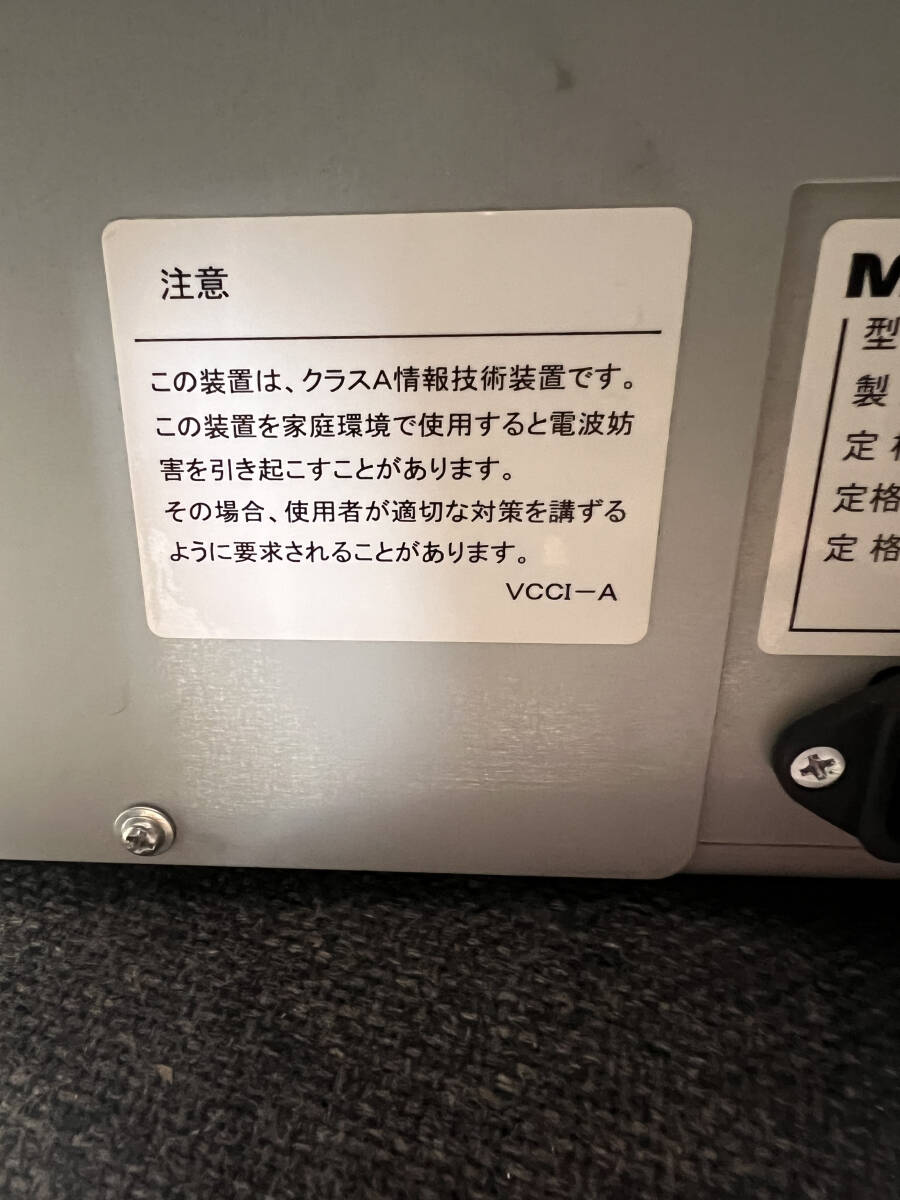 注意
この装置は、クラスA情報技術装置です。
この装置を家庭環境で使用すると電波妨
害を引き起こすことがあります。
その場合、使用者が適切な対策を講ずる
ように要求されることがあります。
VCCI－A
M
型
製
定
定格
定格